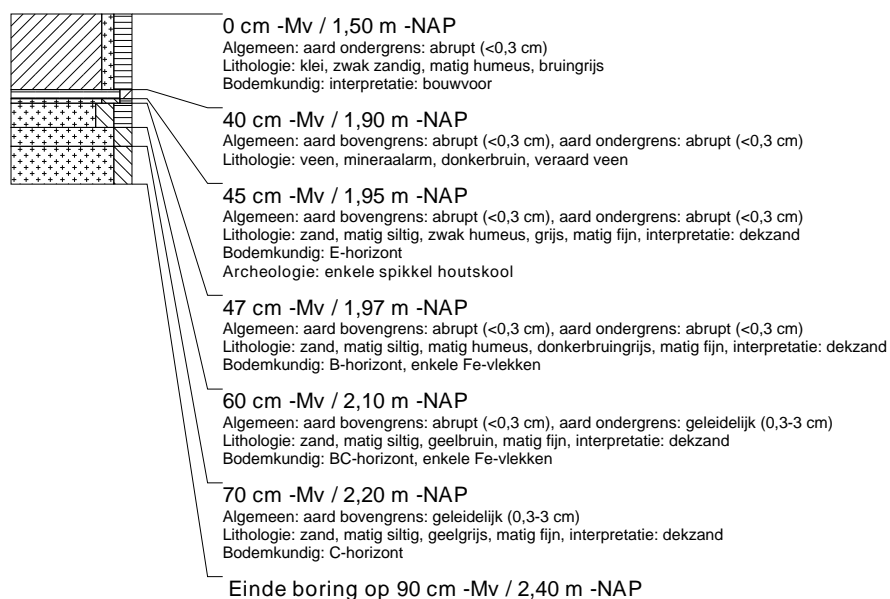 0 cm -Mv / 1,50 m -NAP
Algemeen: aard ondergrens: abrupt (<0,3 cm)
Lithologie: klei, zwak zandig, matig humeus, bruingrijs
Bodemkundig: interpretatie: bouwvoor
40 cm -Mv / 1,90 m -NAP
Algemeen: aard bovengrens: abrupt (<0,3 cm), aard ondergrens: abrupt (<0,3 cm)
Lithologie: veen, mineraalarm, donkerbruin, veraard veen
45 cm -Mv / 1,95 m -NAP
Algemeen: aard bovengrens: abrupt (<0,3 cm), aard ondergrens: abrupt (<0,3 cm)
Lithologie: zand, matig siltig, zwak humeus, grijs, matig fijn, interpretatie: dekzand
Bodemkundig: E-horizont
Archeologie: enkele spikkel houtskool
47 cm -Mv / 1,97 m -NAP
Algemeen: aard bovengrens: abrupt (<0,3 cm), aard ondergrens: abrupt (<0,3 cm)
Lithologie: zand, matig siltig, matig humeus, donkerbruingrijs, matig fijn, interpretatie: dekzand
Bodemkundig: B-horizont, enkele Fe-vlekken
60 cm -Mv / 2,10 m -NAP
Algemeen: aard bovengrens: abrupt (<0,3 cm), aard ondergrens: geleidelijk (0,3-3 cm)
Lithologie: zand, matig siltig, geelbruin, matig fijn, interpretatie: dekzand
Bodemkundig: BC-horizont, enkele Fe-vlekken
70 cm -Mv / 2,20 m -NAP
Algemeen: aard bovengrens: geleidelijk (0,3-3 cm)
Lithologie: zand, matig siltig, geelgrijs, matig fijn, interpretatie: dekzand
Bodemkundig: C-horizont
Einde boring op 90 cm -Mv / 2,40 m -NAP